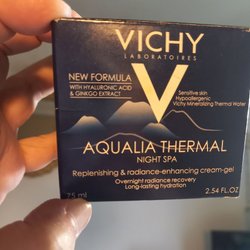 VICHY
LABORATOIRES
NEW FORMULA
WITH HYALURONIC ACID
& GINKGO EXTRACT
Sensitive skin
Hypoallergenic
Vichy Mineralizing Thermal Water
AQUALIA THERMAL
NIGHT SPA
Replenishing & radiance-enhancing cream-gel
Overnight radiance recovery
Long-lasting hydration
75 ml
2.54 FL.OZ